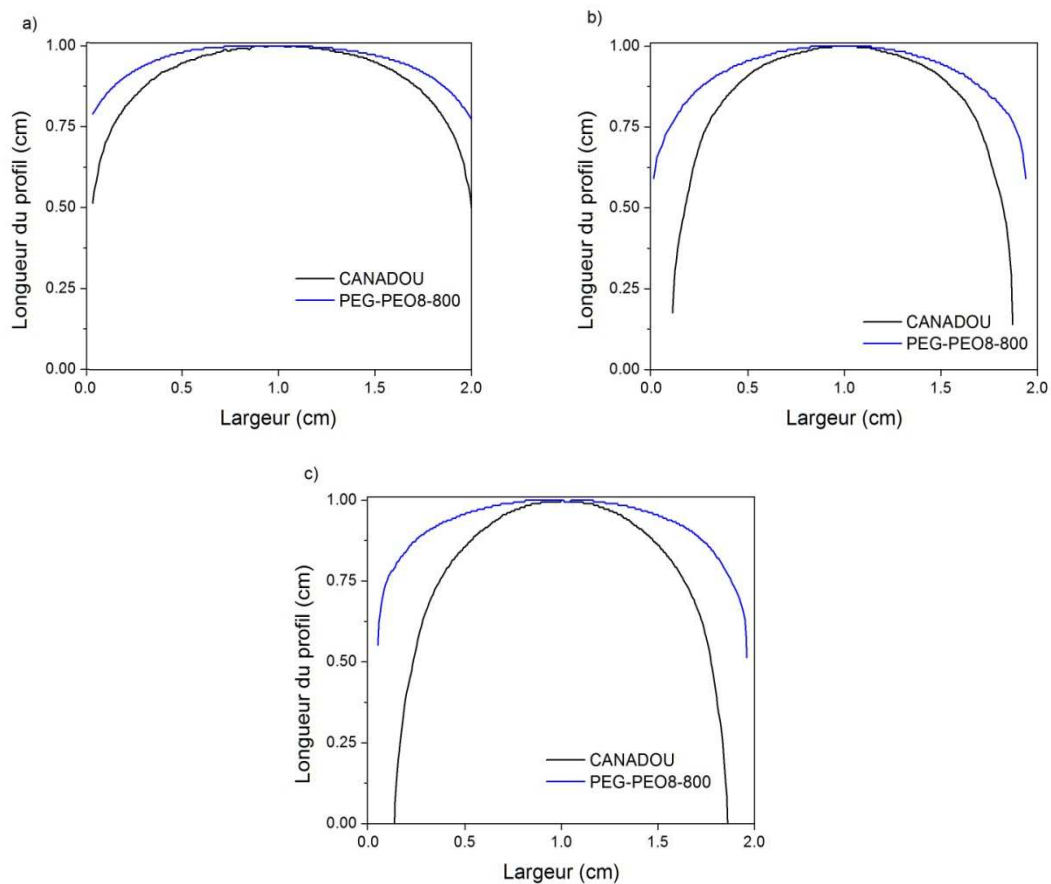 a)
1.00
0.75
0.50
0.25
0.00
Longueur du profil (cm)
CANADOU
PEG-PEO8-800
0.0 0.5 1.0 1.5 2.0
Largeur (cm)
b)
1.00
0.75
0.50
0.25
0.00
Longueur du profil (cm)
CANADOU
PEG-PEO8-800
0.0 0.5 1.0 1.5 2.0
Largeur (cm)
c)
1.00
0.75
0.50
0.25
0.00
Longueur du profil (cm)
CANADOU
PEG-PEO8-800
0.0 0.5 1.0 1.5 2.0
Largeur (cm)